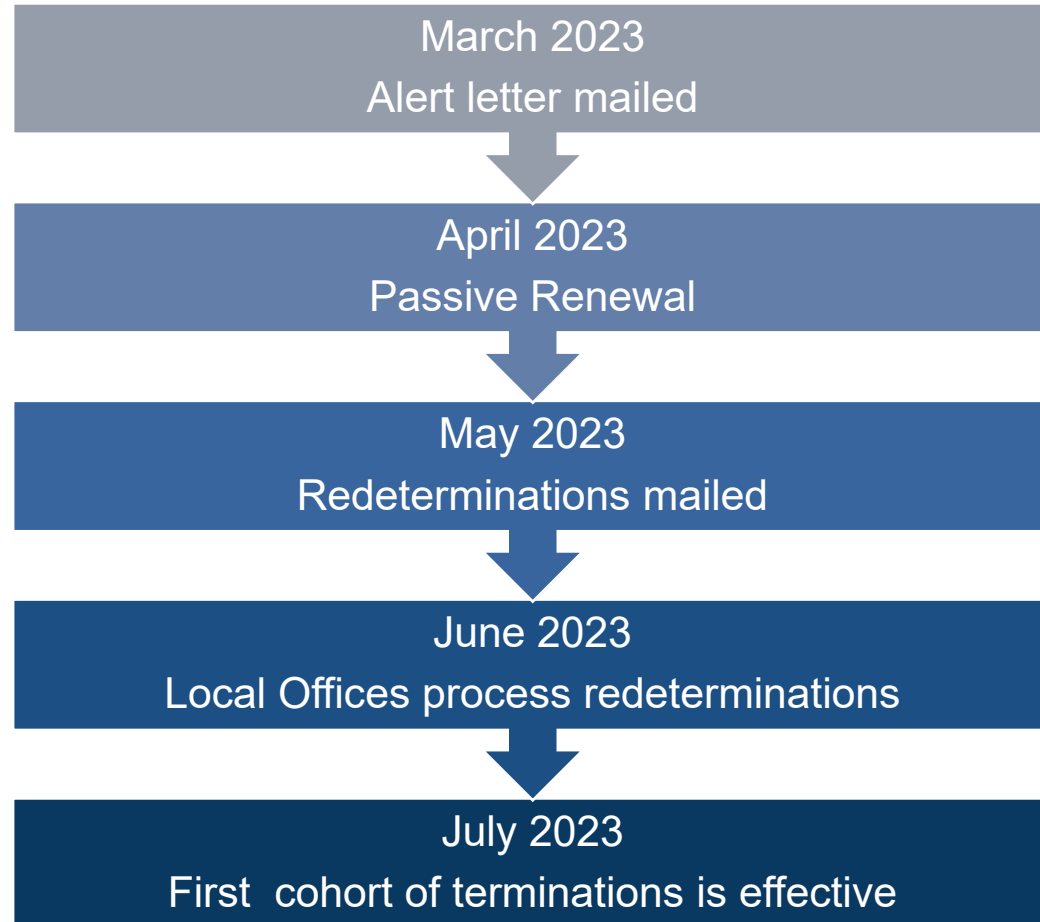 March 2023
Alert letter mailed
April 2023
Passive Renewal
May 2023
Redeterminations mailed
June 2023
Local Offices process redeterminations
July 2023
First  cohort of terminations is effective